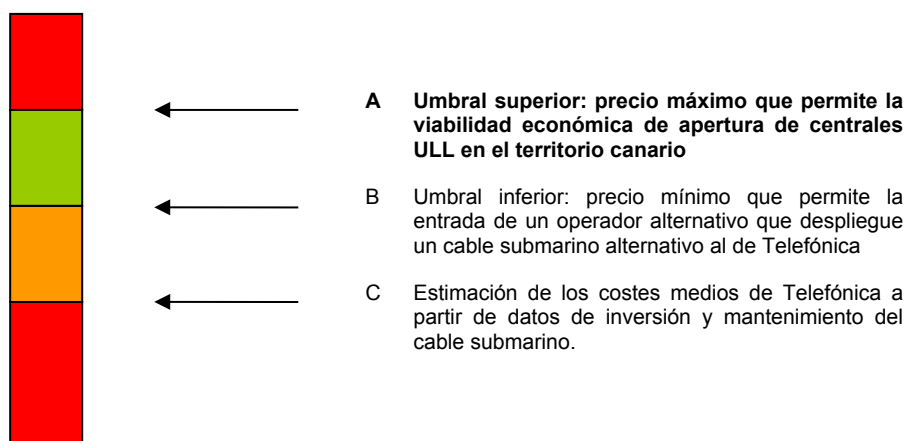 A Umbral superior: precio máximo que permite la
viabilidad económica de apertura de centrales
ULL en el territorio canario
B Umbral inferior: precio mínimo que permite la
entrada de un operador alternativo que despliegue
un cable submarino alternativo al de Telefónica
C Estimación de los costes medios de Telefónica a
partir de datos de inversión y mantenimiento del
cable submarino.